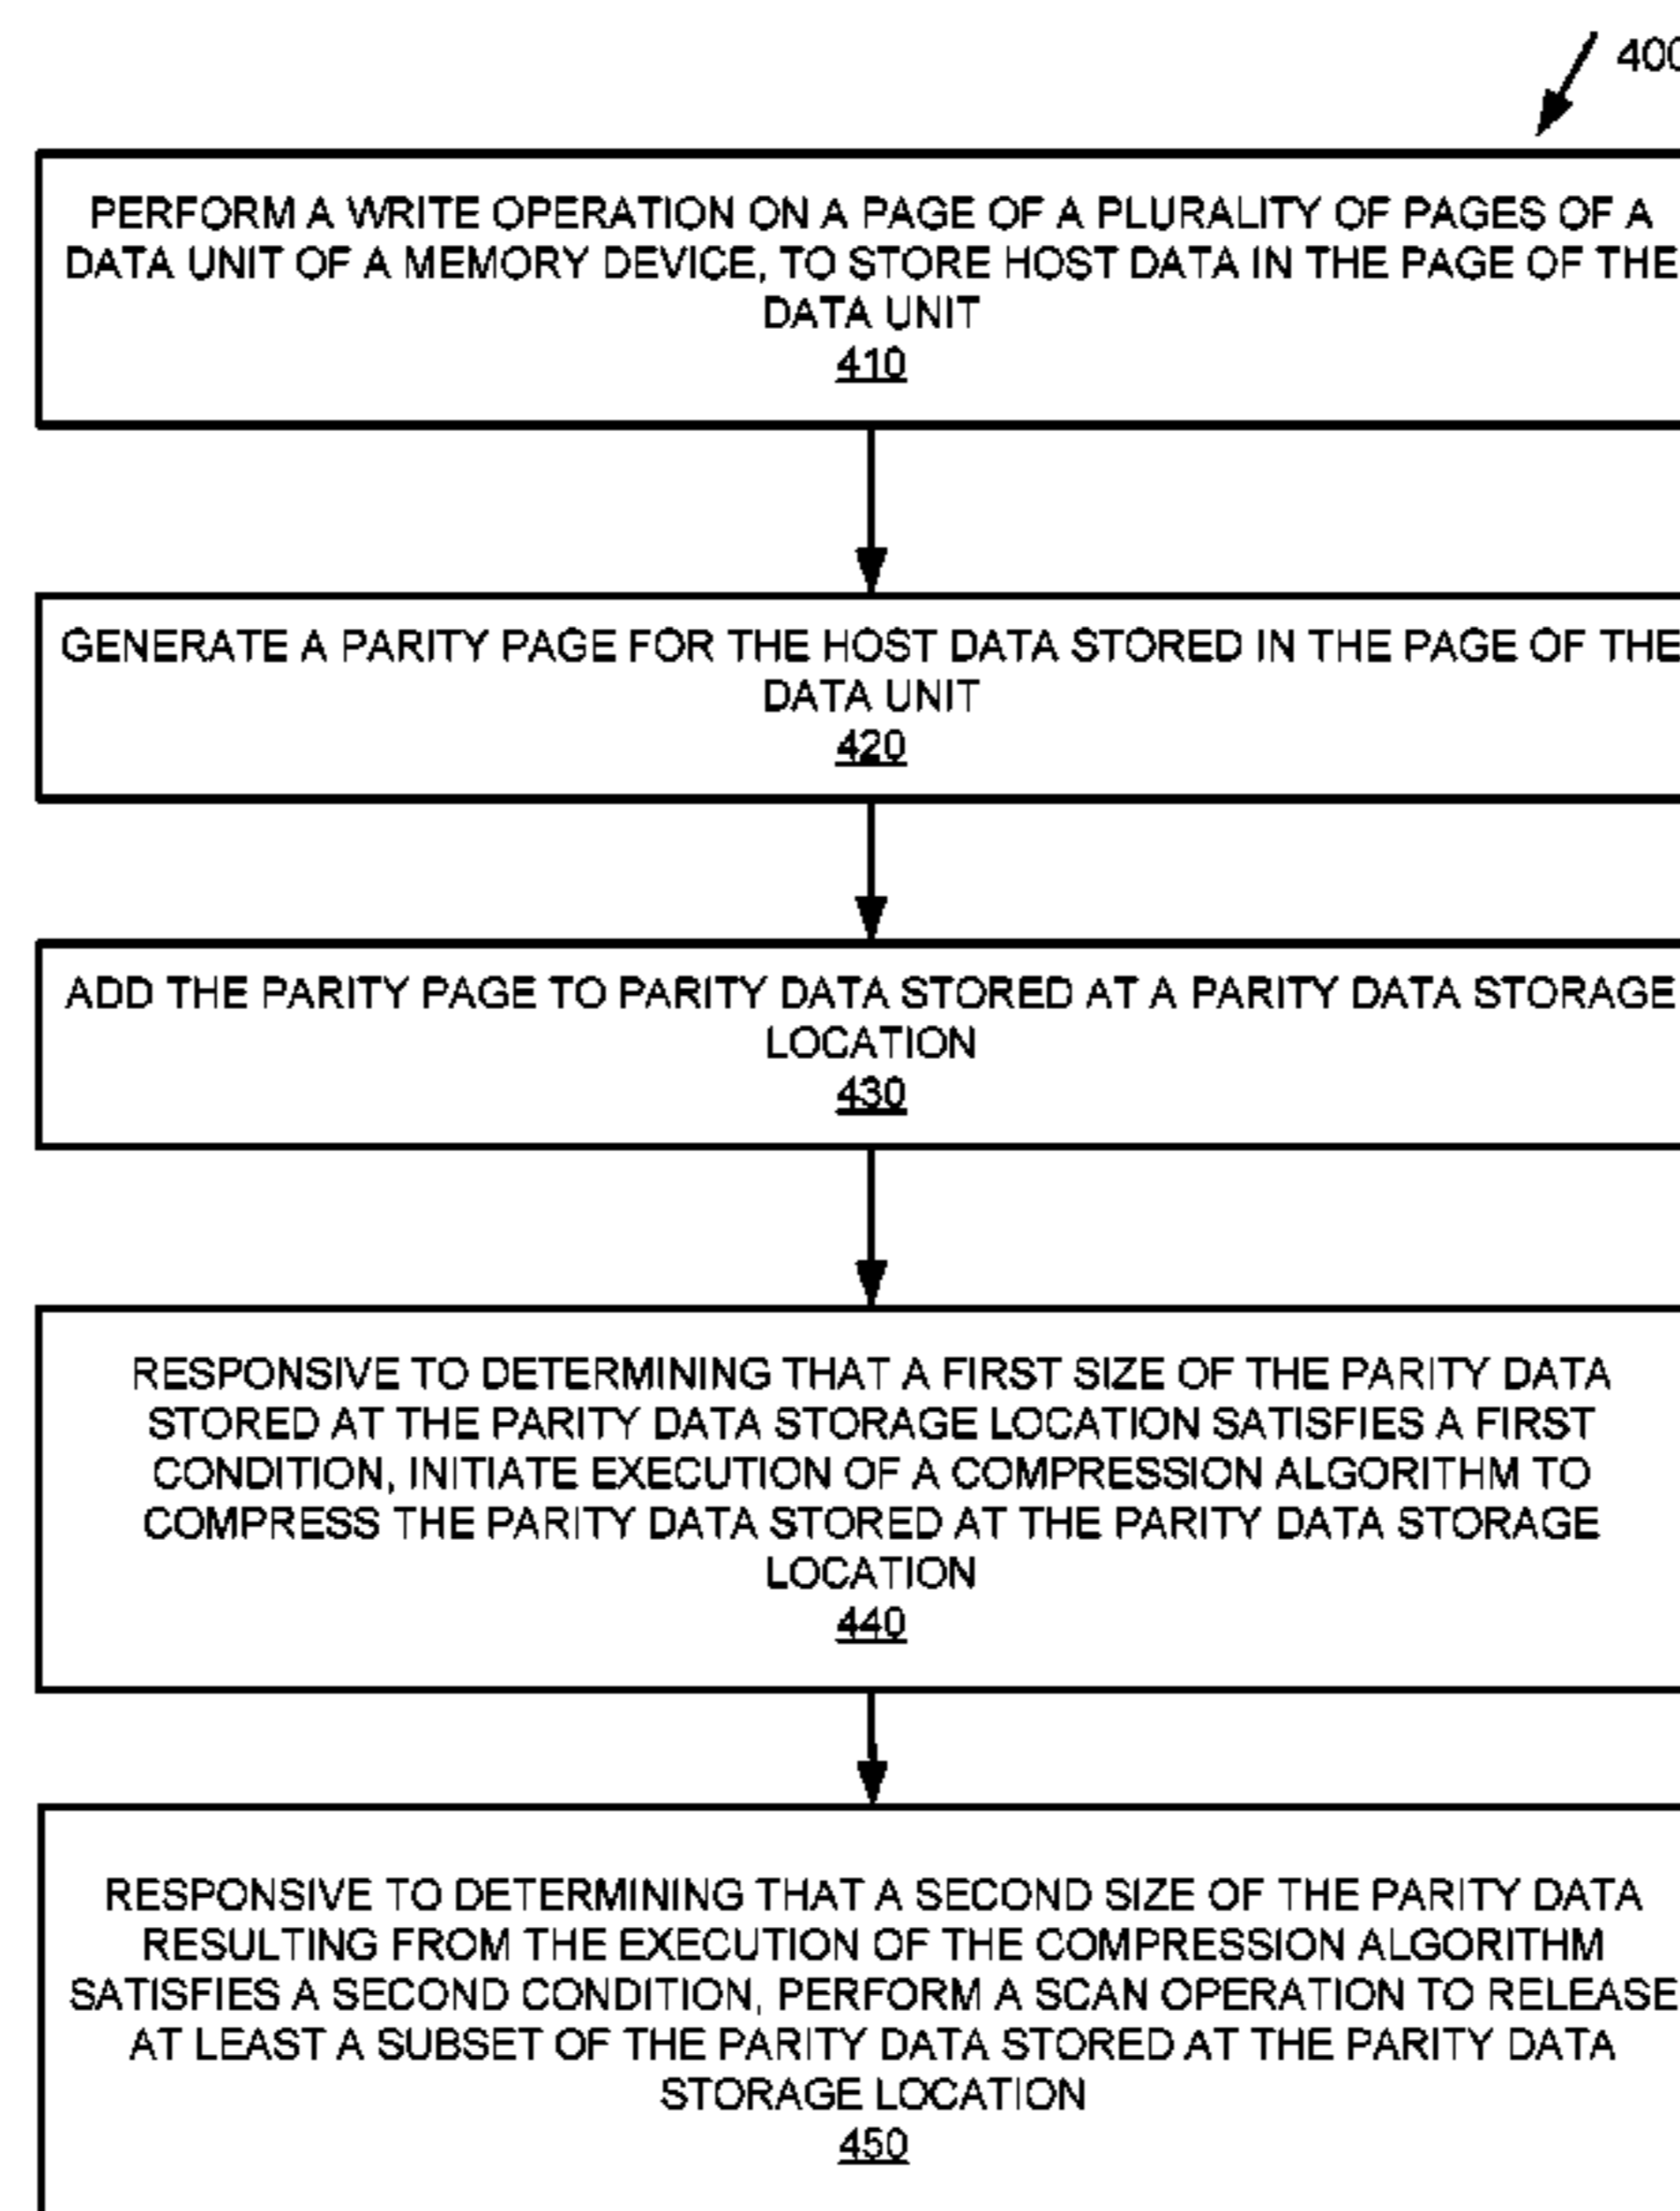 400
PERFORM A WRITE OPERATION ON A PAGE OF A PLURALITY OF PAGES OF A
DATA UNIT OF A MEMORY DEVICE, TO STORE HOST DATA IN THE PAGE OF THE
DATA UNIT
410
GENERATE A PARITY PAGE FOR THE HOST DATA STORED IN THE PAGE OF THE
DATA UNIT
420
ADD THE PARITY PAGE TO PARITY DATA STORED AT A PARITY DATA STORAGE
LOCATION
430
RESPONSIVE TO DETERMINING THAT A FIRST SIZE OF THE PARITY DATA
STORED AT THE PARITY DATA STORAGE LOCATION SATISFIES A FIRST
CONDITION, INITIATE EXECUTION OF A COMPRESSION ALGORITHM TO
COMPRESS THE PARITY DATA STORED AT THE PARITY DATA STORAGE
LOCATION
440
RESPONSIVE TO DETERMINING THAT A SECOND SIZE OF THE PARITY DATA
RESULTING FROM THE EXECUTION OF THE COMPRESSION ALGORITHM
SATISFIES A SECOND CONDITION, PERFORM A SCAN OPERATION TO RELEASE
AT LEAST A SUBSET OF THE PARITY DATA STORED AT THE PARITY DATA
STORAGE LOCATION
450